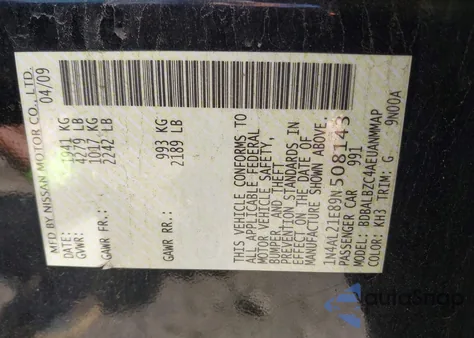 MFD BY NISSAN MOTOR CO., LTD.
DATE: 04/09
GVWR: 1941 KG
4279 LB
GAWR FR.: 1017 KG
2242 LB
GAWR RR.: 993 KG
2189 LB
THIS VEHICLE CONFORMS TO
ALL APPLICABLE FEDERAL
MOTOR VEHICLE SAFETY,
BUMPER, AND THEFT
PREVENTION STANDARDS IN
EFFECT ON THE DATE OF
MANUFACTURE SHOWN ABOVE.
1N4AL21E89N508143
PASSENGER CAR 991
MODEL: BDBALBZC4AEUANMMAP
COLOR: KH3 TRIM: G 9N00A
AutoSnap